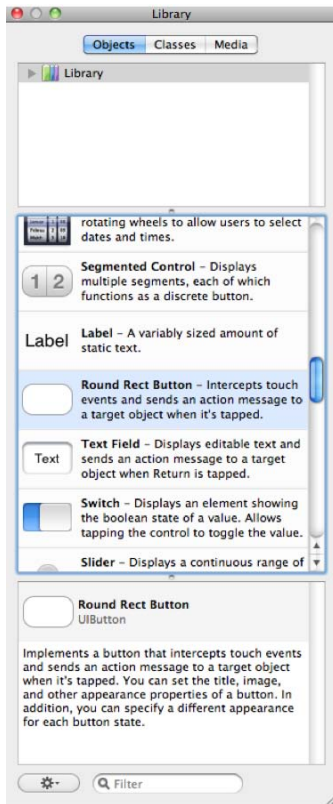 Library
Objects Classes Media
Library
rotating wheels to allow users to select
dates and times.
1 2
Segmented Control – Displays
multiple segments, each of which
functions as a discrete button.
Label
Label – A variably sized amount of
static text.
Round Rect Button – Intercepts touch
events and sends an action message to
a target object when it's tapped.
Text
Text Field – Displays editable text and
sends an action message to a target
object when Return is tapped.
Switch – Displays an element showing
the boolean state of a value. Allows
tapping the control to toggle the value.
Slider – Displays a continuous range of
Round Rect Button
UIButton
Implements a button that intercepts touch events
and sends an action message to a target object
when it's tapped. You can set the title, image,
and other appearance properties of a button. In
addition, you can specify a different appearance
for each button state.
Filter